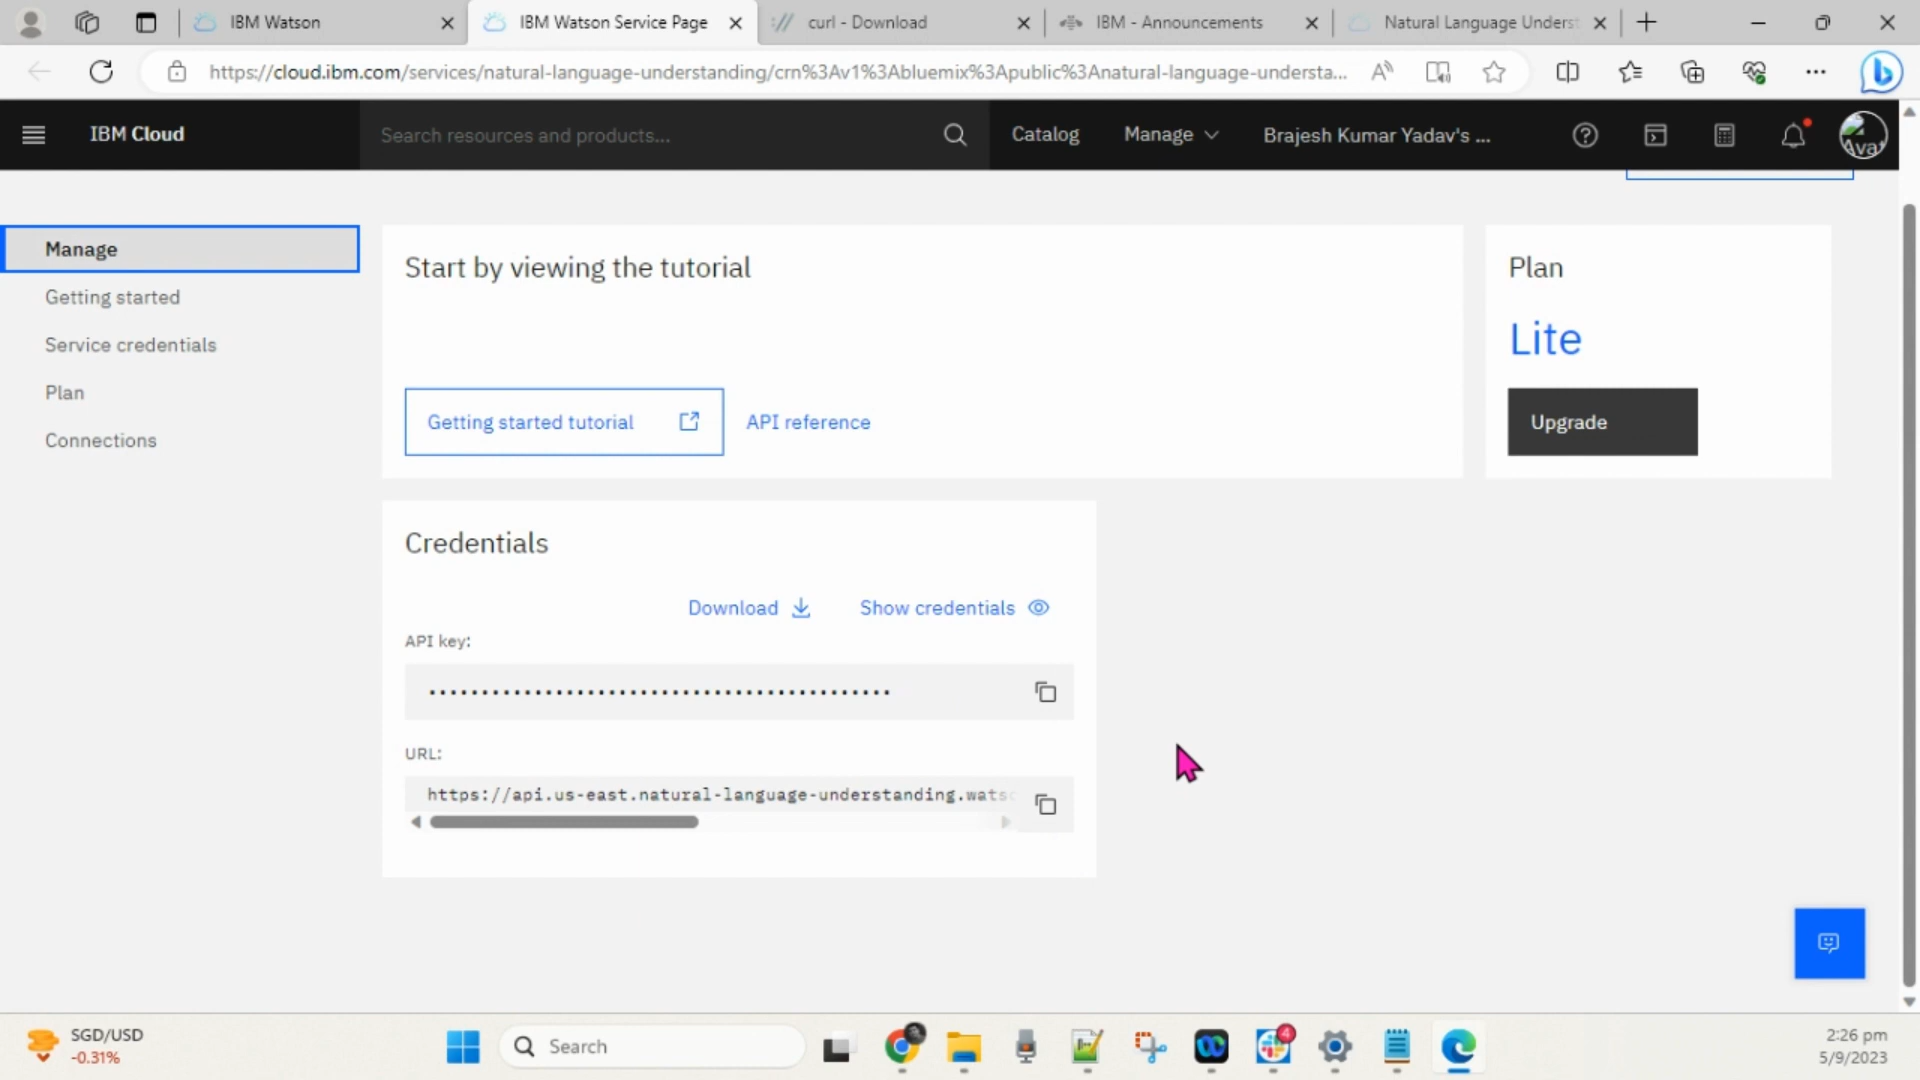 IBM Watson
IBM Watson Service Page
curl - Download
IBM - Announcements
Natural Language Underst
https://cloud.ibm.com/services/natural-language-understanding/crn%3Av1%3Abluemix%3Apublic%3Anatural-language-understa...
IBM Cloud
Search resources and products...
Catalog
Manage
Brajesh Kumar Yadav's ...
Avat
Manage
Getting started
Service credentials
Plan
Connections
Start by viewing the tutorial
Getting started tutorial
API reference
Plan
Lite
Upgrade
Credentials
Download
Show credentials
API key:
URL:
https://api.us-east.natural-language-understanding.wats
SGD/USD
-0.31%
Search
4
2:26 pm
5/9/2023